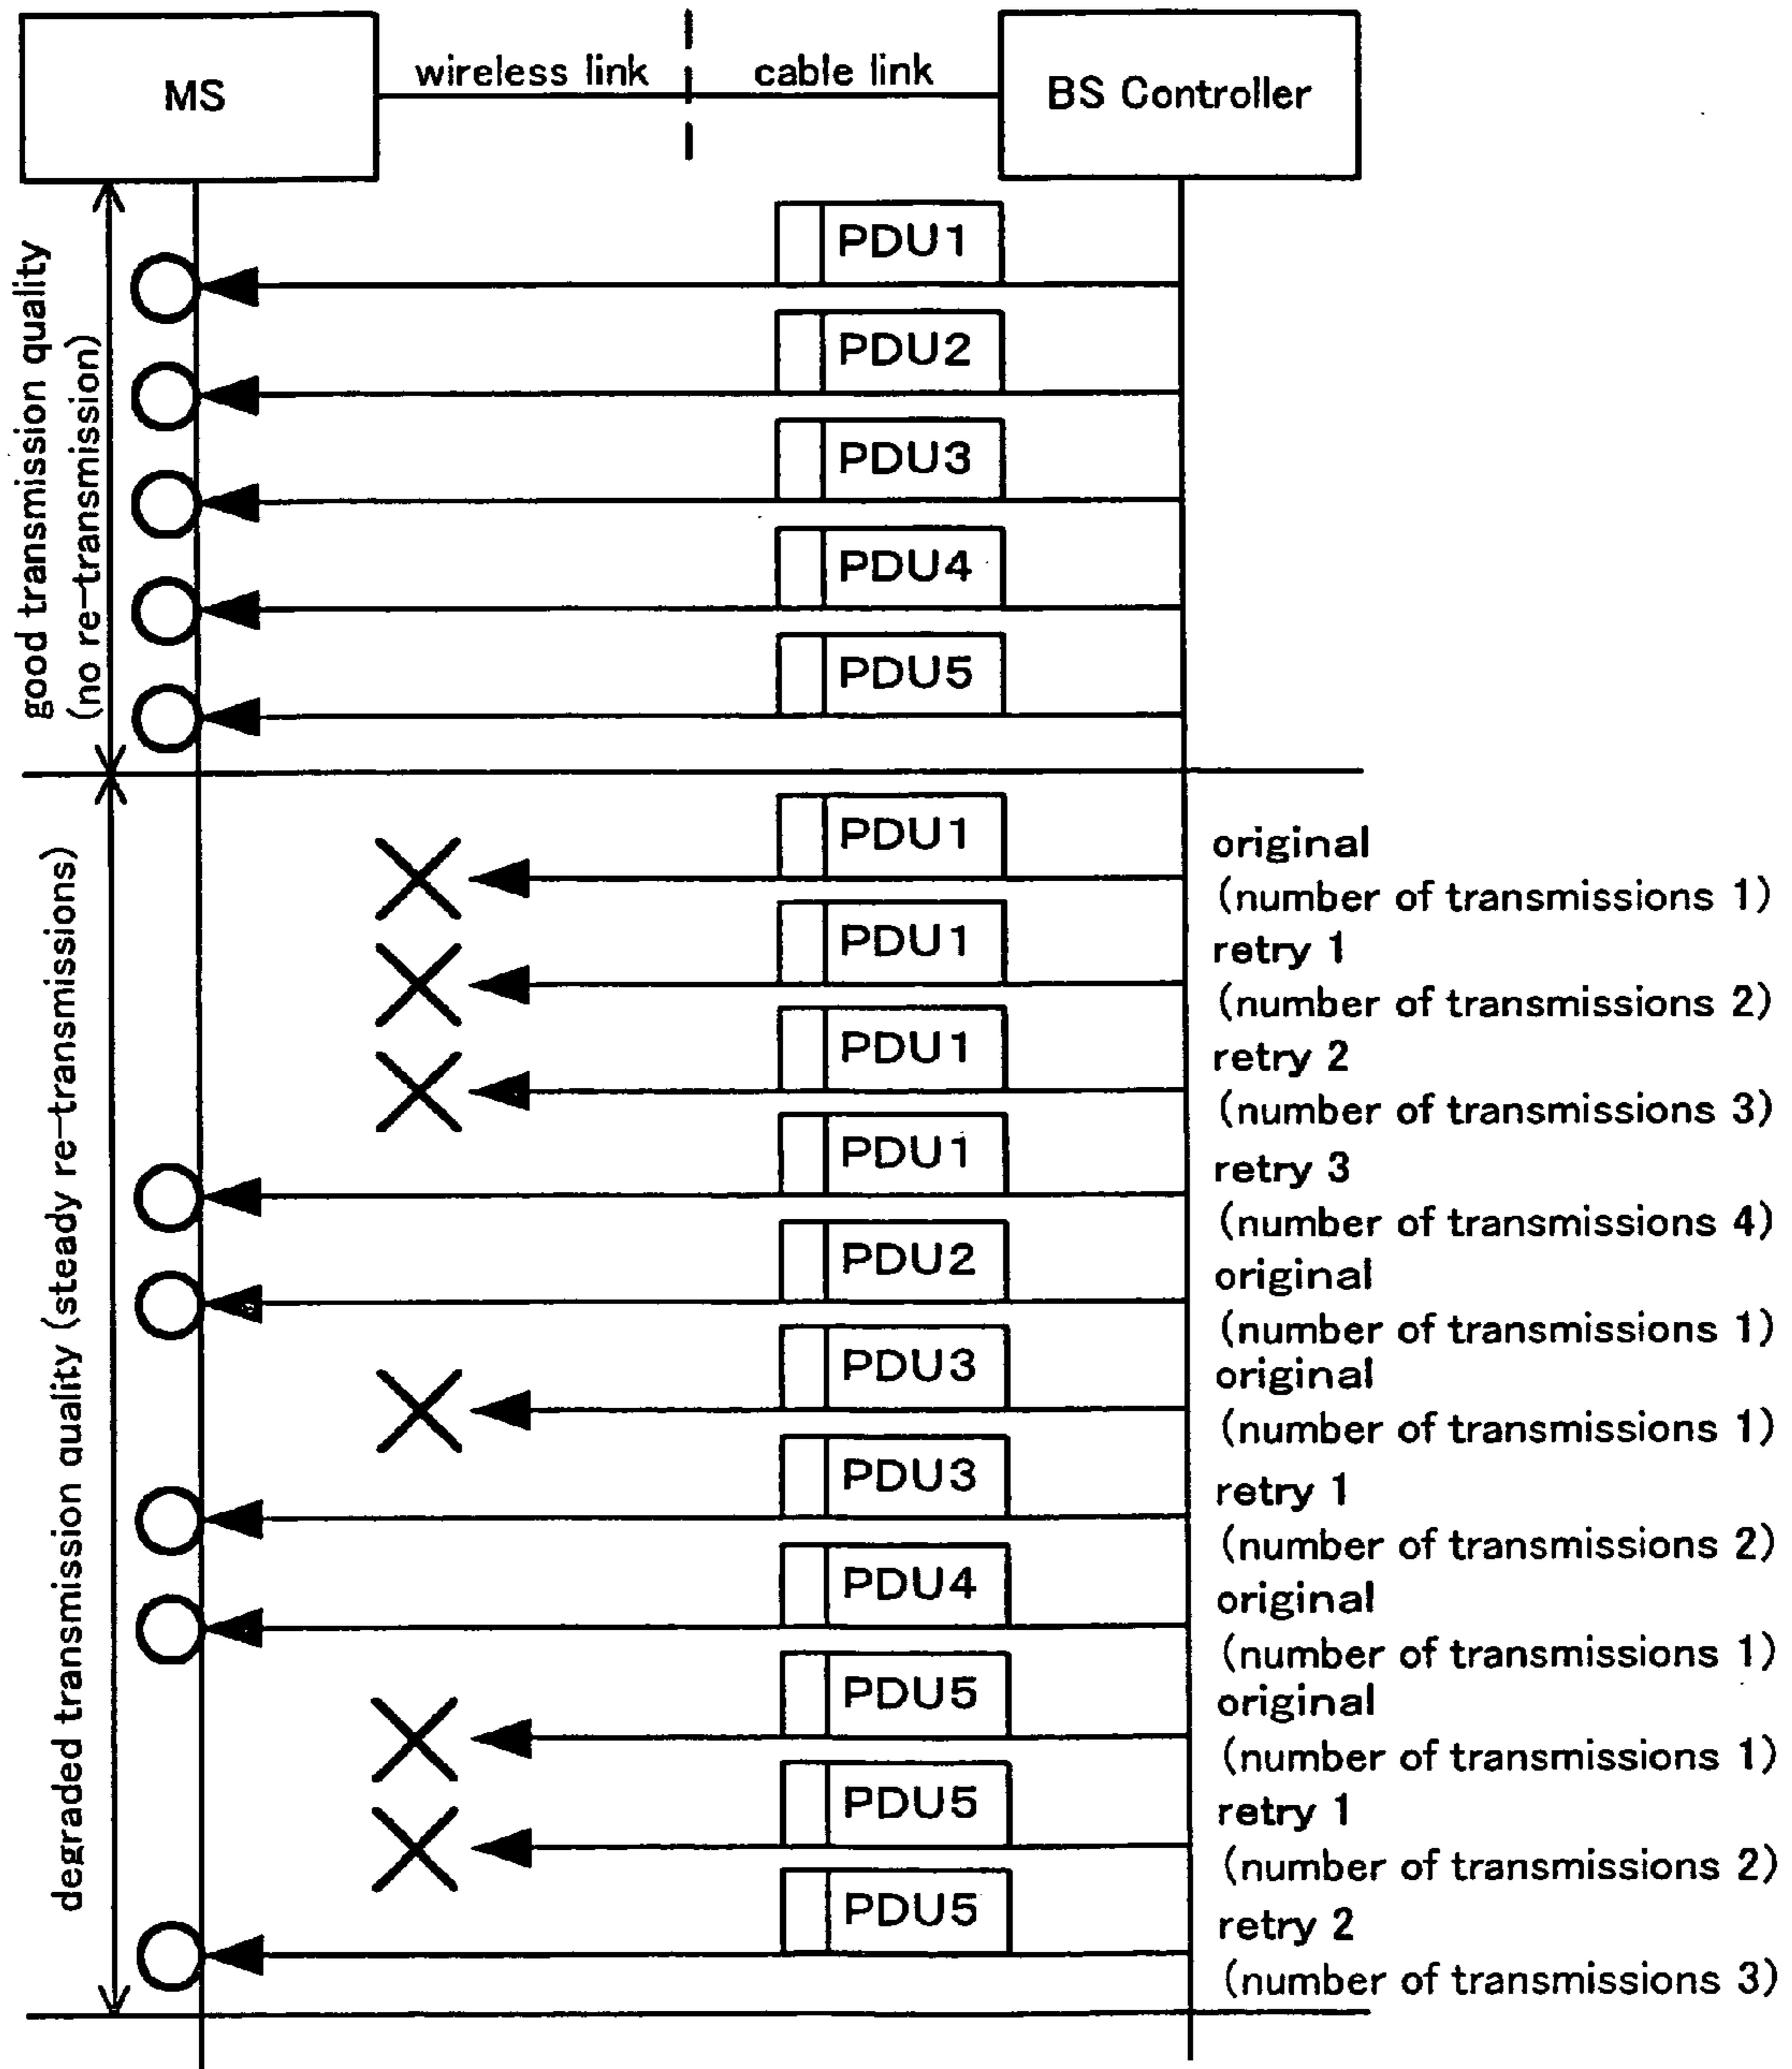 MS
wireless link
cable link
BS Controller
good transmission quality
(no re-transmission)
PDU1
PDU2
PDU3
PDU4
PDU5
degraded transmission quality (steady re-transmissions)
PDU1
original
(number of transmissions 1)
PDU1
retry 1
(number of transmissions 2)
PDU1
retry 2
(number of transmissions 3)
PDU1
retry 3
(number of transmissions 4)
PDU2
original
(number of transmissions 1)
PDU3
original
(number of transmissions 1)
PDU3
retry 1
(number of transmissions 2)
PDU4
original
(number of transmissions 1)
PDU5
original
(number of transmissions 1)
PDU5
retry 1
(number of transmissions 2)
PDU5
retry 2
(number of transmissions 3)